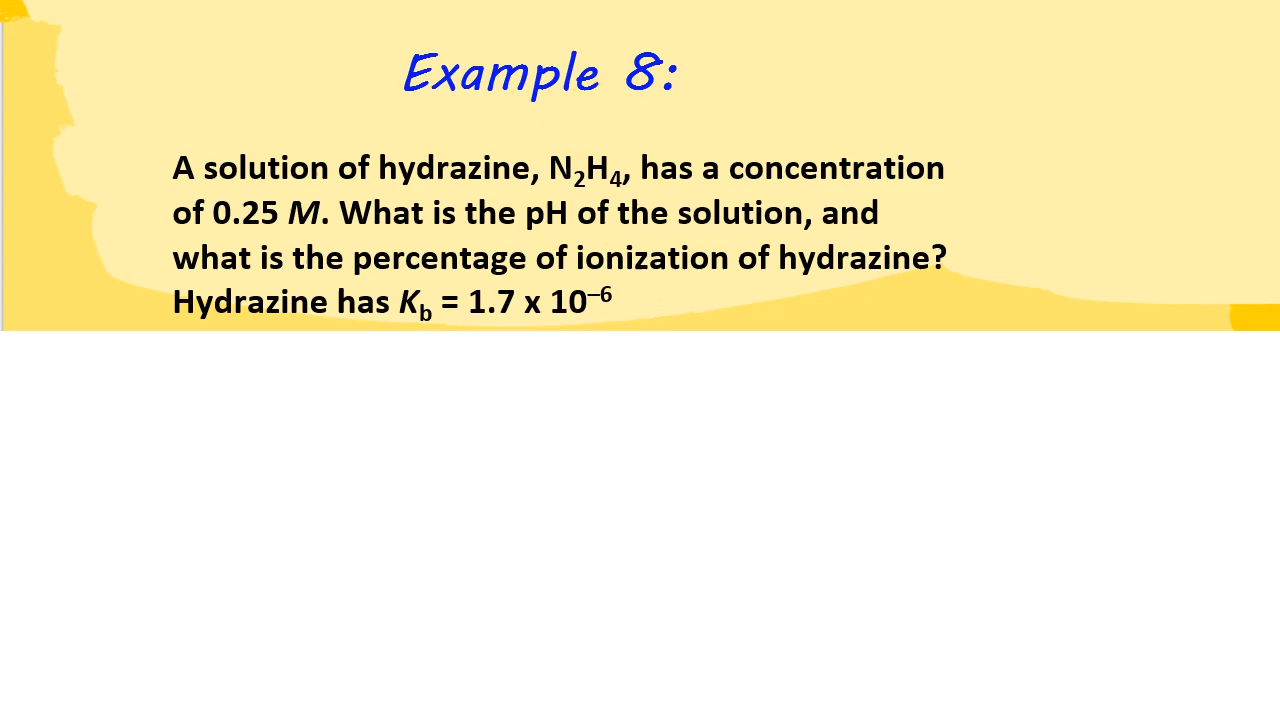 Example 8:
A solution of hydrazine, N₂H₄, has a concentration
of 0.25 M. What is the pH of the solution, and
what is the percentage of ionization of hydrazine?
Hydrazine has K_b = 1.7 x 10⁻⁶